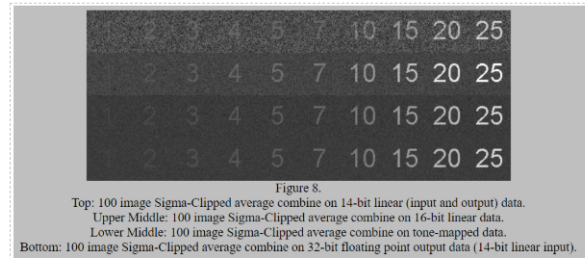 1 2 3 4 5 7 10 15 20 25
1 2 3 4 5 7 10 15 20 25
1 2 3 4 5 7 10 15 20 25
1 2 3 4 5 7 10 15 20 25
Figure 8.
Top: 100 image Sigma-Clipped average combine on 14-bit linear (input and output) data.
Upper Middle: 100 image Sigma-Clipped average combine on 16-bit linear data.
Lower Middle: 100 image Sigma-Clipped average combine on tone-mapped data.
Bottom: 100 image Sigma-Clipped average combine on 32-bit floating point output data (14-bit linear input).